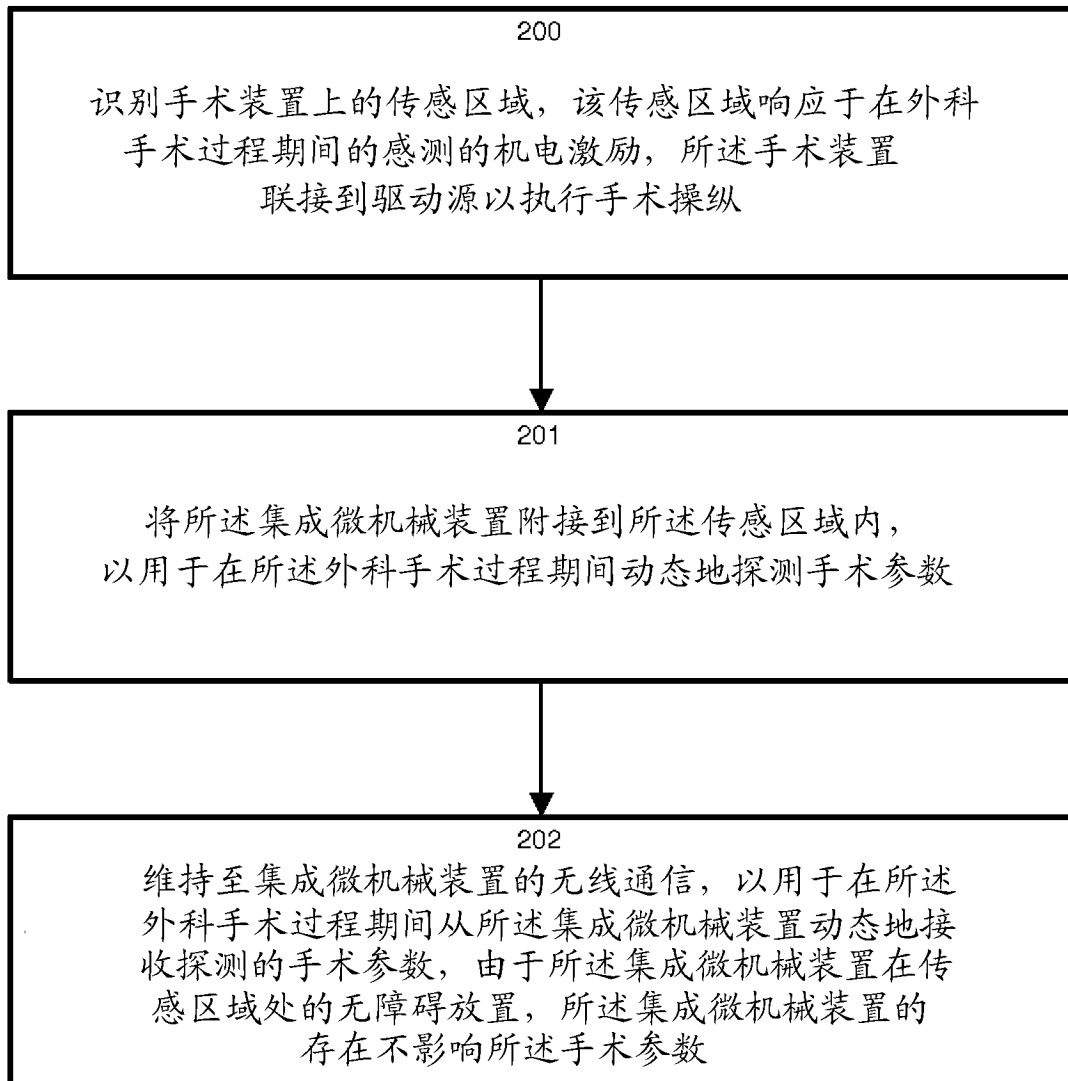 200
识别手术装置上的传感区域，该传感区域响应于在外科
手术过程期间的感测的机电激励，所述手术装置
联接到驱动源以执行手术操纵
201
将所述集成微机械装置附接到所述传感区域内，
以用于在所述外科手术过程期间动态地探测手术参数
202
维持至集成微机械装置的无线通信，以用于在所述
外科手术过程期间从所述集成微机械装置动态地接
收探测的手术参数，由于所述集成微机械装置在传
感区域处的无障碍放置，所述集成微机械装置的
存在不影响所述手术参数